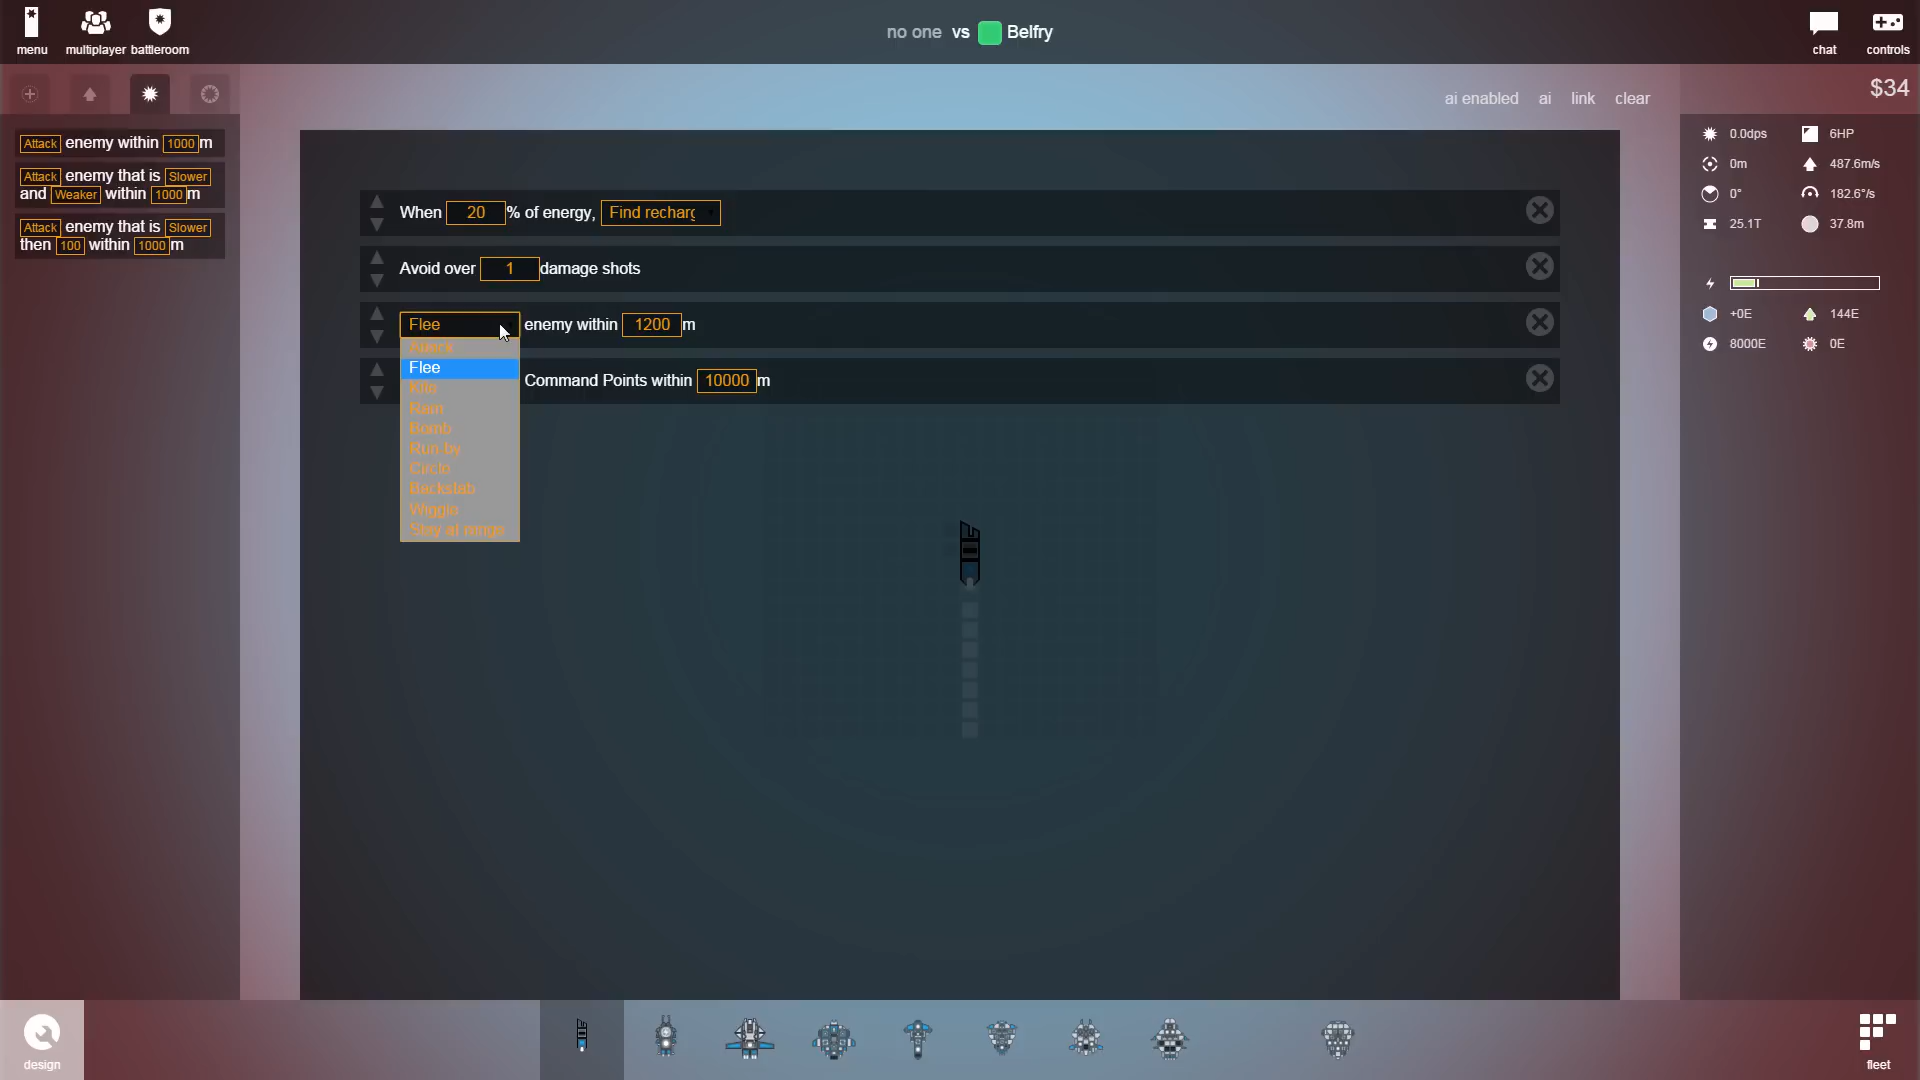 menu
multiplayer
battleroom
no one vs Belfry
chat
controls
$34
ai enabled
ai
link
clear
Attack enemy within 1000 m
Attack enemy that is Slower
and Weaker within 1000 m
Attack enemy that is Slower
then 100 within 1000 m
When 20 % of energy, Find recharg
Avoid over 1 damage shots
Flee enemy within 1200 m
Command Points within 10000 m
Attack
Flee
Kite
Ram
Bomb
Run by
Circle
Backstab
Wiggle
Stay at range
0.0dps
6HP
0m
487.6m/s
0°
182.6°/s
25.1T
37.8m
+0E
144E
8000E
0E
design
fleet